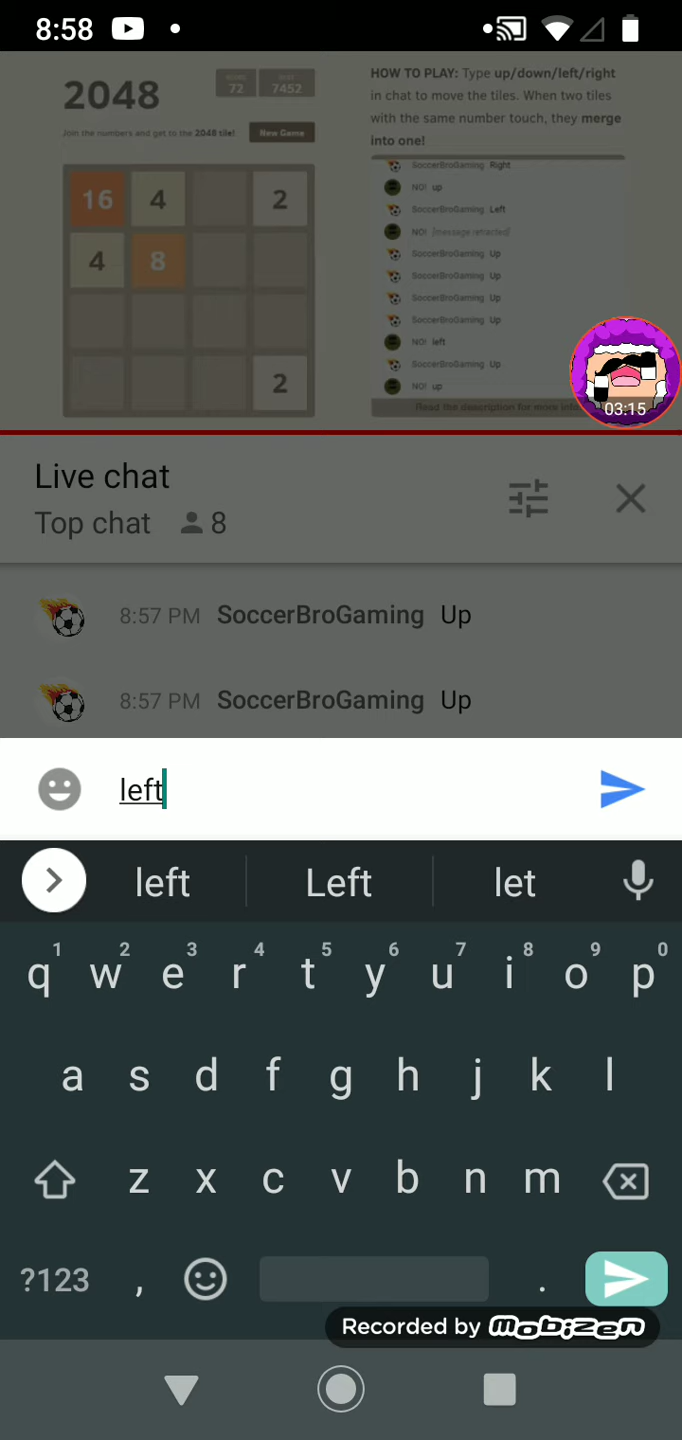 8:58
2048
72
7452
Join the numbers and get to the 2048 tile!
New Game
16 4 2
4 8
2
HOW TO PLAY: Type up/down/left/right
in chat to move the tiles. When two tiles
with the same number touch, they merge
into one!
SoccerBroGaming Right
NO! up
SoccerBroGaming Left
NO! [message retracted]
SoccerBroGaming Up
SoccerBroGaming Up
SoccerBroGaming Up
SoccerBroGaming Up
NO! left
SoccerBroGaming Up
NO! up
Read the description for more
03:15
Live chat
Top chat 8
8:57 PM SoccerBroGaming Up
8:57 PM SoccerBroGaming Up
left
left Left let
1 2 3 4 5 6 7 8 9 0
q w e r t y u i o p
a s d f g h j k l
z x c v b n m
?123 , .
Recorded by mobizen